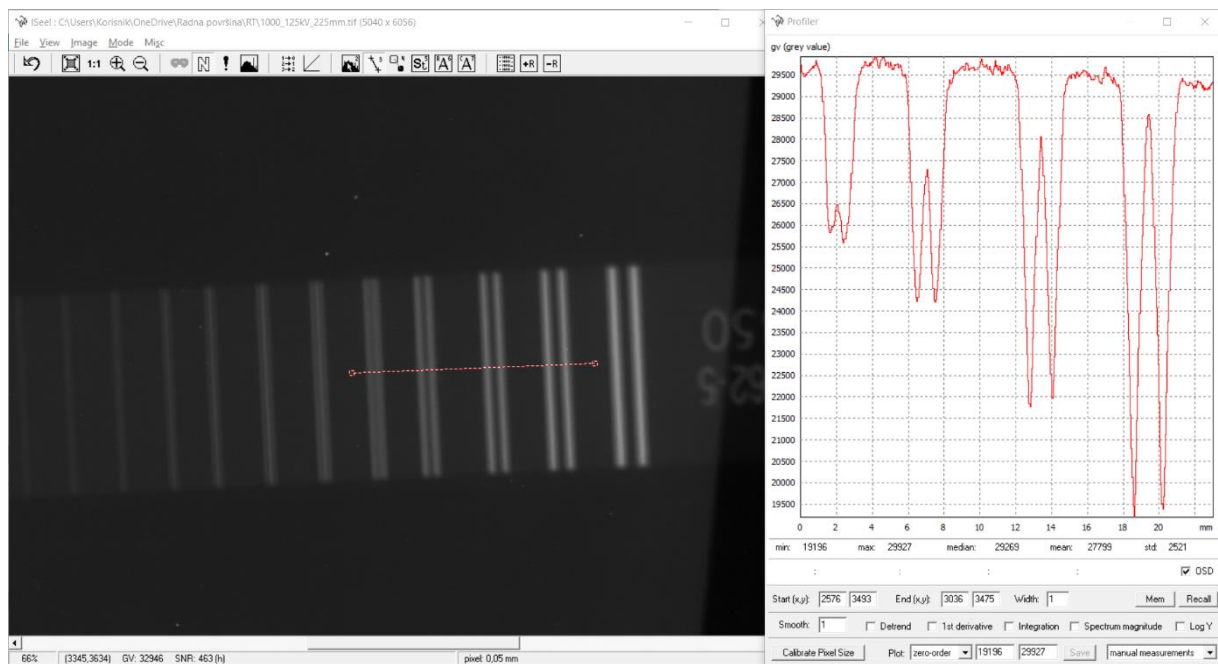 ISee! : C:\Users\Korisnik\OneDrive\Radna površina\RT\1000_125kV_225mm.tif (5040 x 6056)
File View Image Mode Misc
1:1 N ! St A A +R -R
66% (3345,3634) GV: 32946 SNR: 463 (h) pixel: 0,05 mm
Profiler
gv (grey value)
29500
29000
28500
28000
27500
27000
26500
26000
25500
25000
24500
24000
23500
23000
22500
22000
21500
21000
20500
20000
19500
0 2 4 6 8 10 12 14 16 18 20 mm
min: 19196 max: 29927 median: 29269 mean: 27799 std: 2521
: : : : OSD
Start (x,y): 2576 3493 End (x,y): 3036 3475 Width: 1 Mem Recall
Smooth: 1 Detrend 1st derivative Integration Spectrum magnitude Log Y
Calibrate Pixel Size Plot: zero-order 19196 29927 Save manual measurements